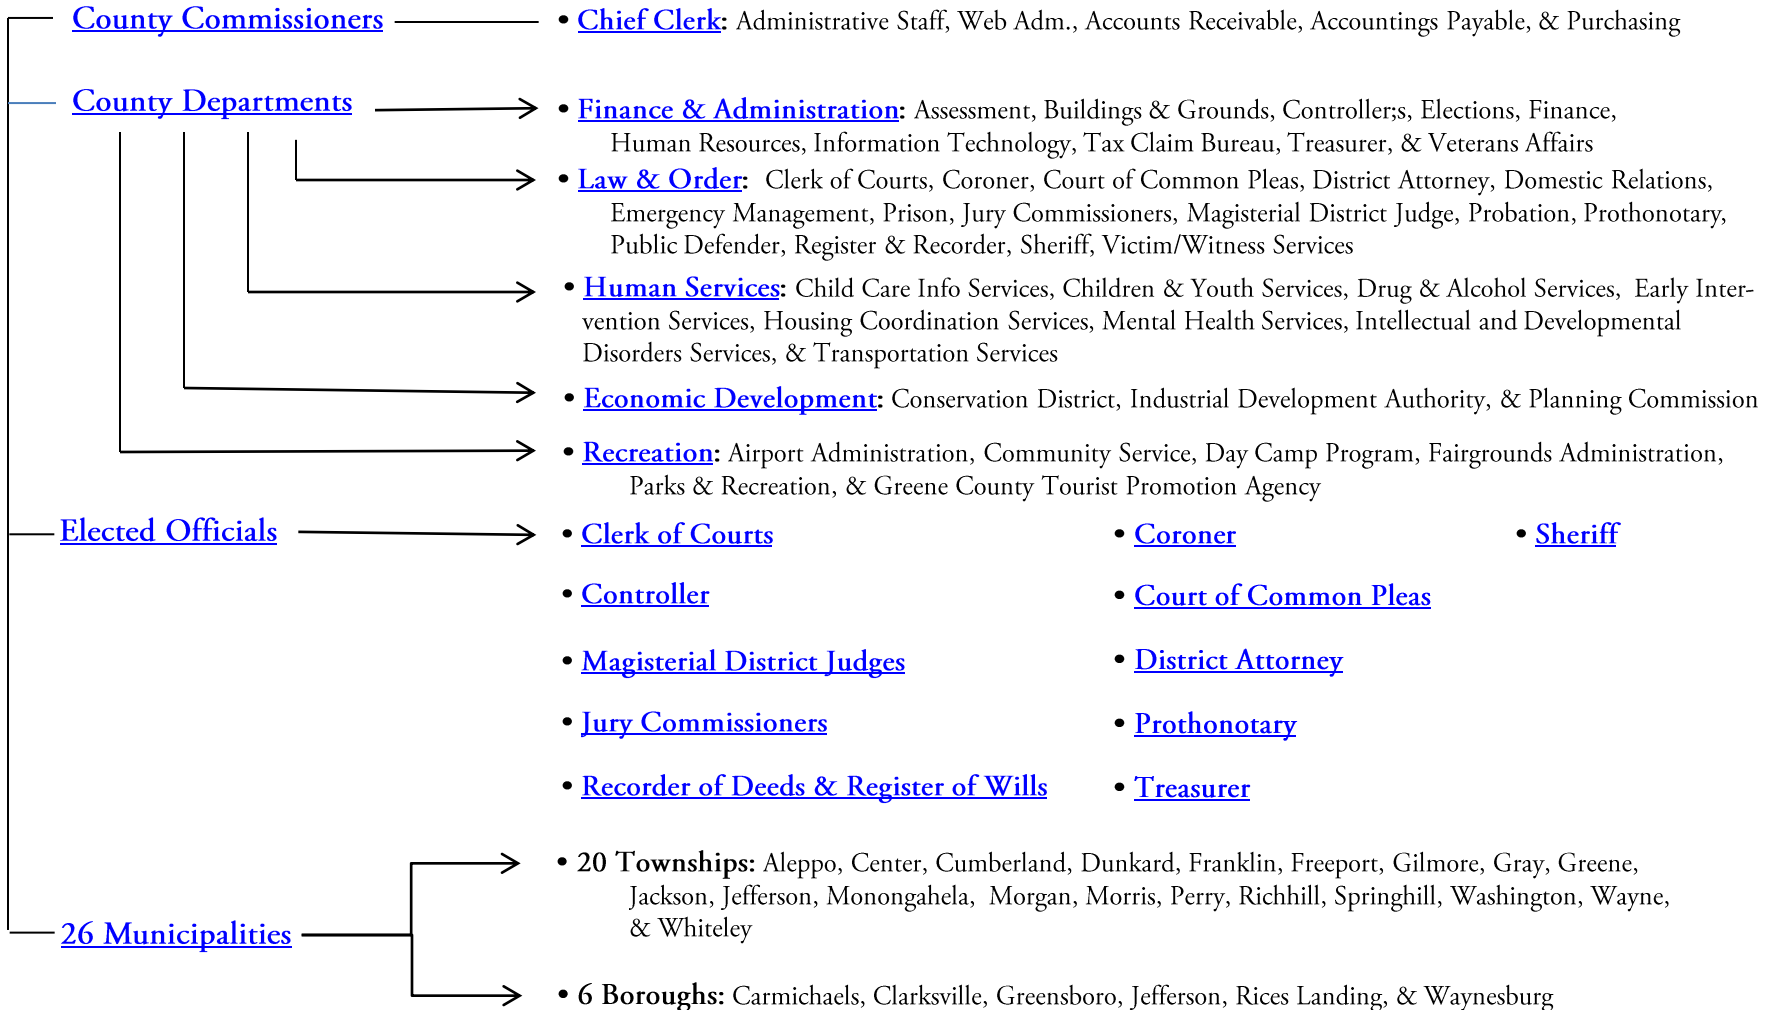 County Commissioners • Chief Clerk: Administrative Staff, Web Adm., Accounts Receivable, Accountings Payable, & Purchasing
County Departments • Finance & Administration: Assessment, Buildings & Grounds, Controller;s, Elections, Finance,
Human Resources, Information Technology, Tax Claim Bureau, Treasurer, & Veterans Affairs
• Law & Order: Clerk of Courts, Coroner, Court of Common Pleas, District Attorney, Domestic Relations,
Emergency Management, Prison, Jury Commissioners, Magisterial District Judge, Probation, Prothonotary,
Public Defender, Register & Recorder, Sheriff, Victim/Witness Services
• Human Services: Child Care Info Services, Children & Youth Services, Drug & Alcohol Services, Early Inter-
vention Services, Housing Coordination Services, Mental Health Services, Intellectual and Developmental
Disorders Services, & Transportation Services
• Economic Development: Conservation District, Industrial Development Authority, & Planning Commission
• Recreation: Airport Administration, Community Service, Day Camp Program, Fairgrounds Administration,
Parks & Recreation, & Greene County Tourist Promotion Agency
Elected Officials • Clerk of Courts • Coroner • Sheriff
• Controller • Court of Common Pleas
• Magisterial District Judges • District Attorney
• Jury Commissioners • Prothonotary
• Recorder of Deeds & Register of Wills • Treasurer
• 20 Townships: Aleppo, Center, Cumberland, Dunkard, Franklin, Freeport, Gilmore, Gray, Greene,
Jackson, Jefferson, Monongahela, Morgan, Morris, Perry, Richhill, Springhill, Washington, Wayne,
& Whiteley
26 Municipalities
• 6 Boroughs: Carmichaels, Clarksville, Greensboro, Jefferson, Rices Landing, & Waynesburg